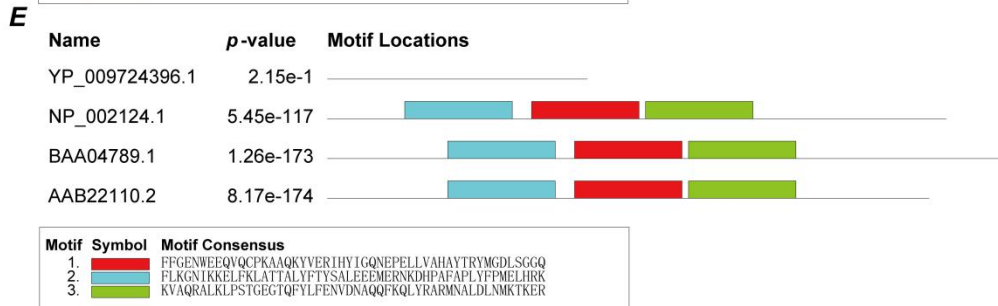 E
Name p-value Motif Locations
YP_009724396.1 2.15e-1
NP_002124.1 5.45e-117
BAA04789.1 1.26e-173
AAB22110.2 8.17e-174
Motif Symbol Motif Consensus
1. FFGENWEEQVQCPKAAQKYVERIHYIGQNEPELLVAHAYTRYMGDLSGGQ
2. FLKGNIKKELFKLATTALYFTYSALEEEMERNKDHPAFAPLYFPMELHRK
3. KVAQRALKLPSTGEGTQFYLFENVDNAQQFKQLYRARMNALDLNMKTKER